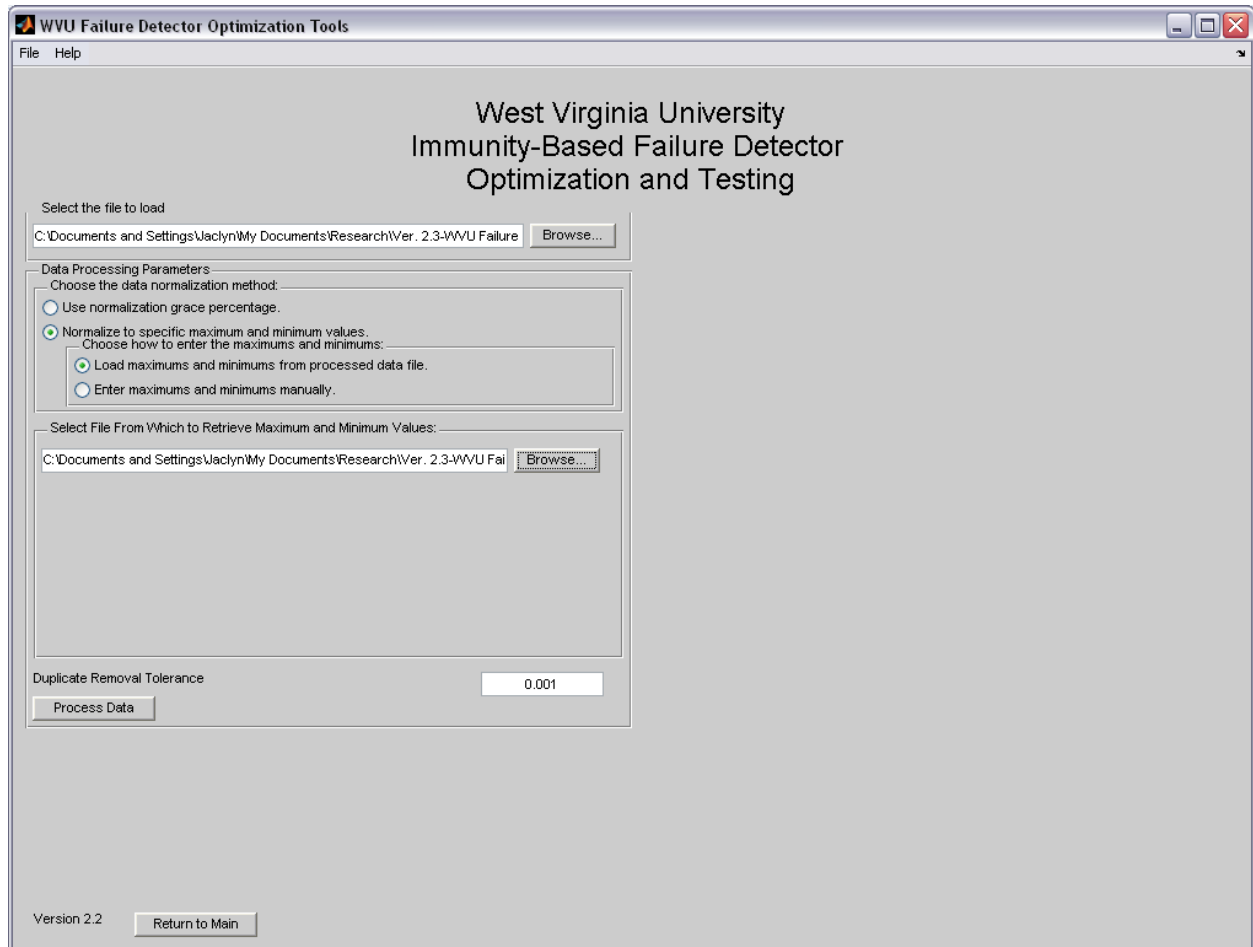 WVU Failure Detector Optimization Tools
File Help
West Virginia University
Immunity-Based Failure Detector
Optimization and Testing
Select the file to load
C:\Documents and Settings\Jaclyn\My Documents\Research\Ver. 2.3-WVU Failure
Browse...
Data Processing Parameters
Choose the data normalization method:
Use normalization grace percentage.
Normalize to specific maximum and minimum values.
Choose how to enter the maximums and minimums:
Load maximums and minimums from processed data file.
Enter maximums and minimums manually.
Select File From Which to Retrieve Maximum and Minimum Values:
C:\Documents and Settings\Jaclyn\My Documents\Research\Ver. 2.3-WVU Fai
Browse...
Duplicate Removal Tolerance
0.001
Process Data
Version 2.2
Return to Main